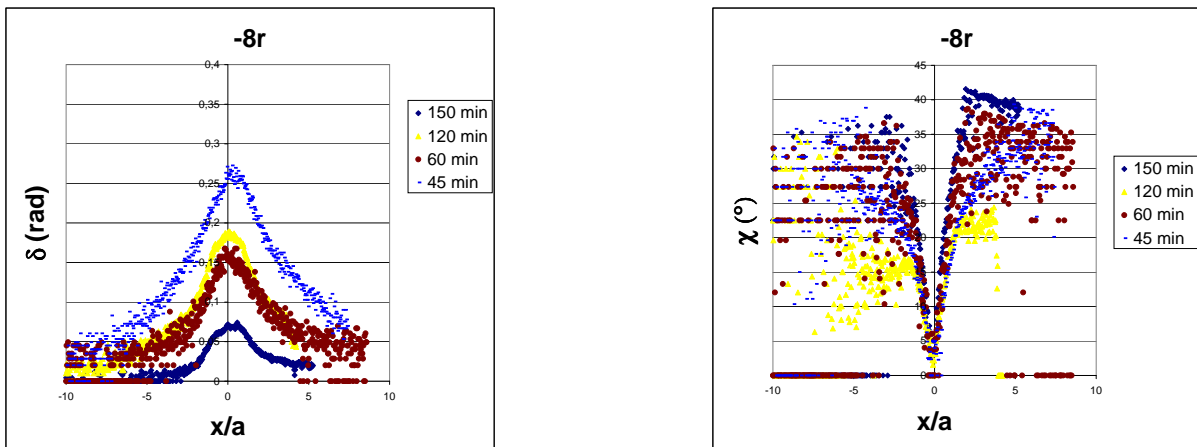 -8r
0,4
0,35
0,3
0,25
0,2
0,15
0,1
0,05
0
-10 -5 0 5 10
δ (rad)
x/a
150 min
120 min
60 min
45 min
-8r
45
40
35
30
25
20
15
10
5
0
-10 -5 0 5 10
χ (°)
x/a
150 min
120 min
60 min
45 min